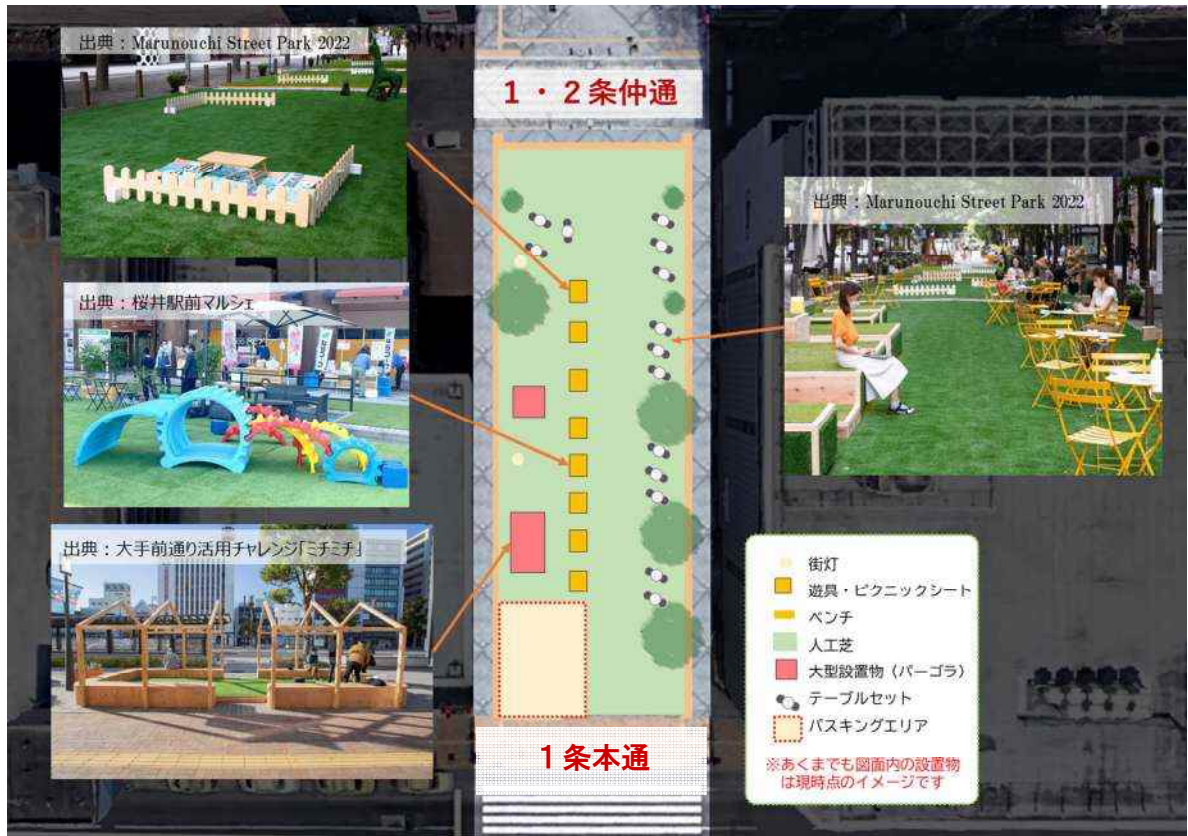 出典：Marunouchi Street Park 2022
1・2条仲通
出典：Marunouchi Street Park 2022
出典：桜井駅前マルシェ
出典：大手前通り活用チャレンジ「ミチミチ」
街灯
遊具・ピクニックシート
ベンチ
人工芝
大型設置物（パーゴラ）
テーブルセット
バスキングエリア
※あくまでも図面内の設置物
は現時点のイメージです
1条本通